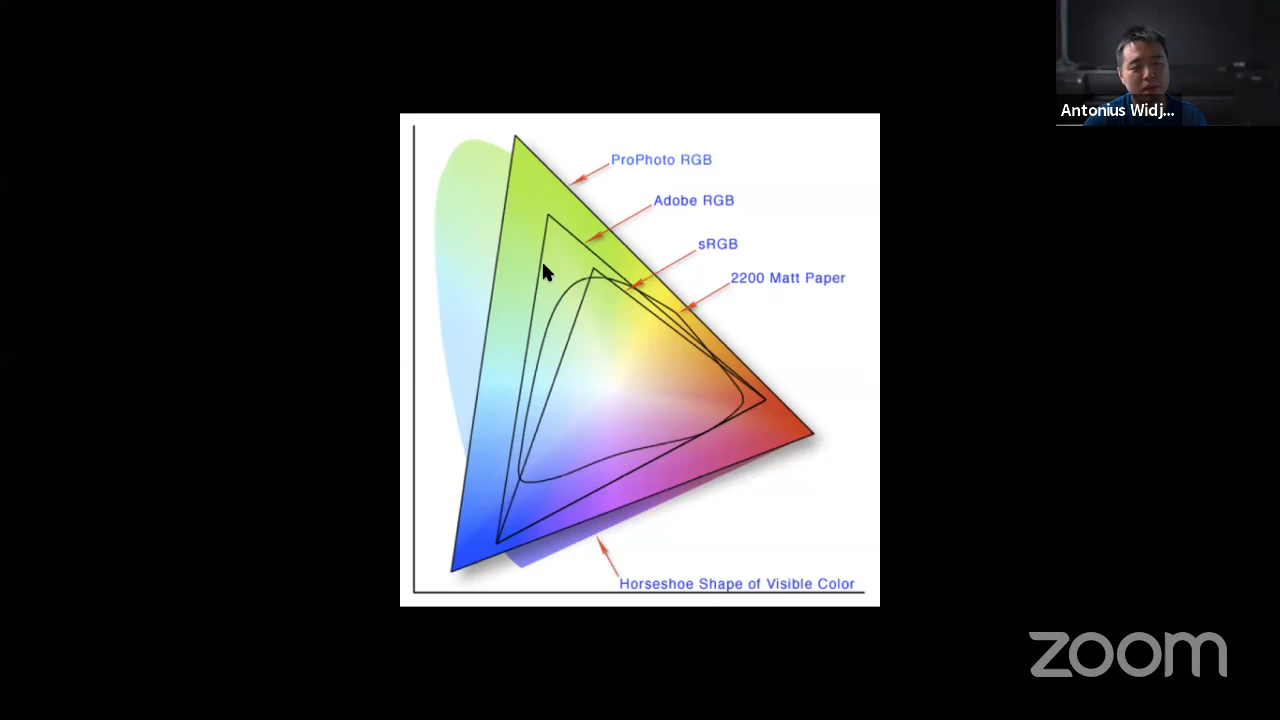 Antonius Widj...
ProPhoto RGB
Adobe RGB
sRGB
2200 Matt Paper
Horseshoe Shape of Visible Color
zoom